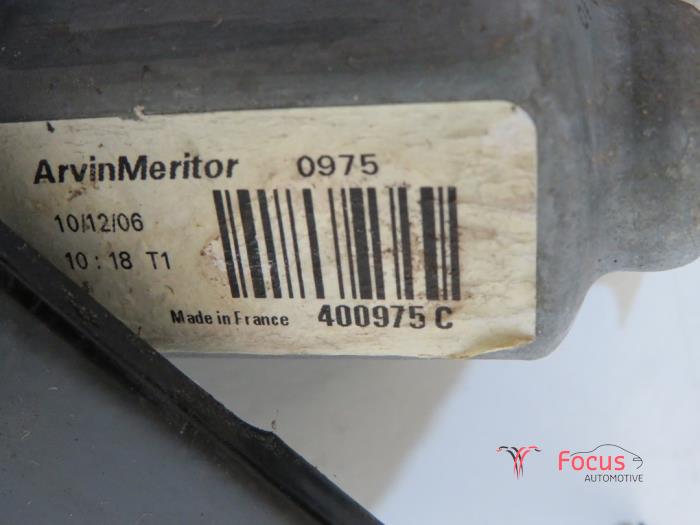 ArvinMeritor 0975
10/12/06
10:18 T1
Made in France 400975 C
Focus
AUTOMOTIVE